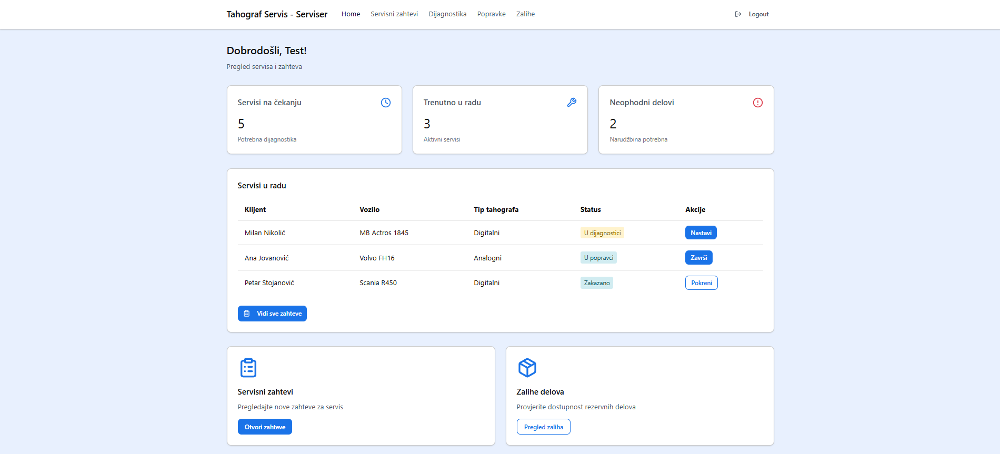 Tahograf Servis - Serviser Home Servisni zahtevi Dijagnostika Popravke Zalihe Logout
Dobrodošli, Test!
Pregled servisa i zahteva
Servisi na čekanju
5
Potrebna dijagnostika
Trenutno u radu
3
Aktivni servisi
Neophodni delovi
2
Narudžbina potrebna
Servisi u radu
Klijent Vozilo Tip tahografa Status Akcije
Milan Nikolić MB Actros 1845 Digitalni U dijagnostici Nastavi
Ana Jovanović Volvo FH16 Analogni U popravci Završi
Petar Stojanović Scania R450 Digitalni Zakazano Pokreni
Vidi sve zahteve
Servisni zahtevi
Pregledajte nove zahteve za servis
Otvori zahteve
Zalihe delova
Provjerite dostupnost rezervnih delova
Pregled zaliha